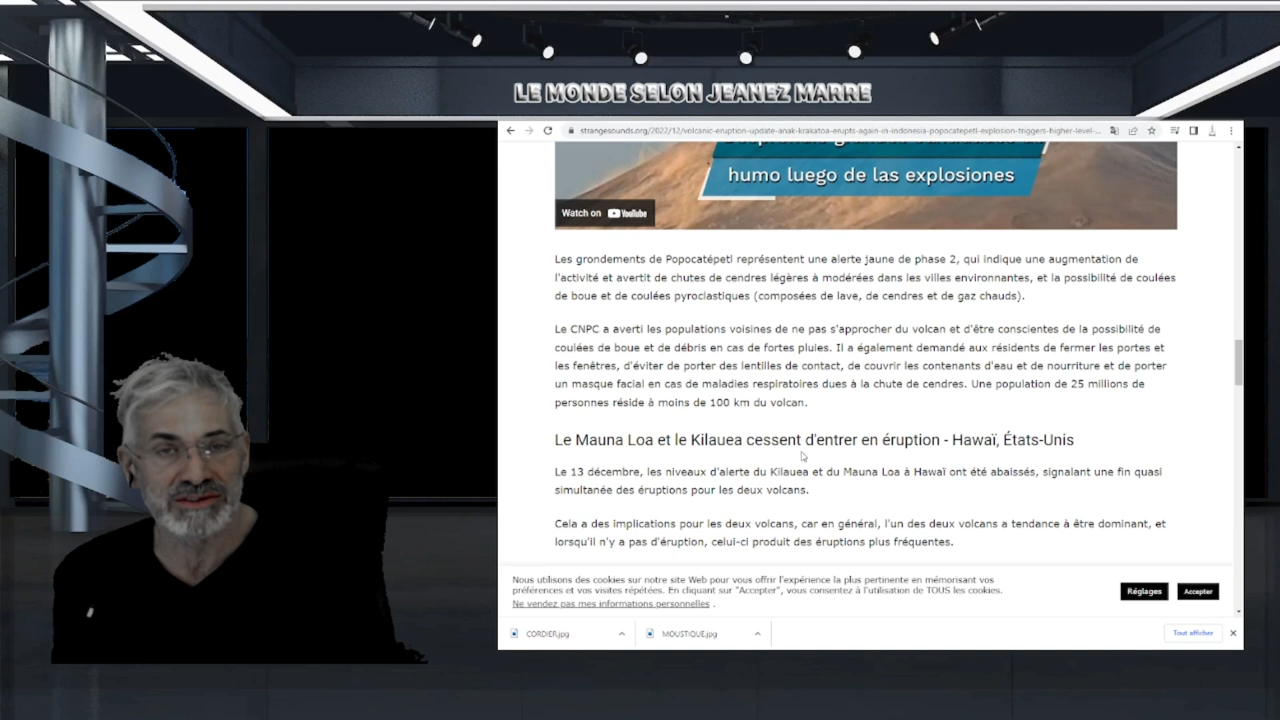 LE MONDE SELON JEANEZ MARRE
strangesounds.org/2022/12/volcanic-eruption-update-anak-krakatoa-erupts-again-in-indonesia-popocatepetl-explosion-triggers-higher-level-...
humo luego de las explosiones
Watch on YouTube
Les grondements de Popocatépetl représentent une alerte jaune de phase 2, qui indique une augmentation de
l'activité et avertit de chutes de cendres légères à modérées dans les villes environnantes, et la possibilité de coulées
de boue et de coulées pyroclastiques (composées de lave, de cendres et de gaz chauds).
Le CNPC a averti les populations voisines de ne pas s'approcher du volcan et d'être conscientes de la possibilité de
coulées de boue et de débris en cas de fortes pluies. Il a également demandé aux résidents de fermer les portes et
les fenêtres, d'éviter de porter des lentilles de contact, de couvrir les contenants d'eau et de nourriture et de porter
un masque facial en cas de maladies respiratoires dues à la chute de cendres. Une population de 25 millions de
personnes réside à moins de 100 km du volcan.
Le Mauna Loa et le Kilauea cessent d'entrer en éruption - Hawaï, États-Unis
Le 13 décembre, les niveaux d'alerte du Kilauea et du Mauna Loa à Hawaï ont été abaissés, signalant une fin quasi
simultanée des éruptions pour les deux volcans.
Cela a des implications pour les deux volcans, car en général, l'un des deux volcans a tendance à être dominant, et
lorsqu'il n'y a pas d'éruption, celui-ci produit des éruptions plus fréquentes.
Nous utilisons des cookies sur notre site Web pour vous offrir l'expérience la plus pertinente en mémorisant vos
préférences et vos visites répétées. En cliquant sur "Accepter", vous consentez à l'utilisation de TOUS les cookies.
Ne vendez pas mes informations personnelles .
Réglages
Accepter
CORDIER.jpg
MOUSTIQUE.jpg
Tout afficher